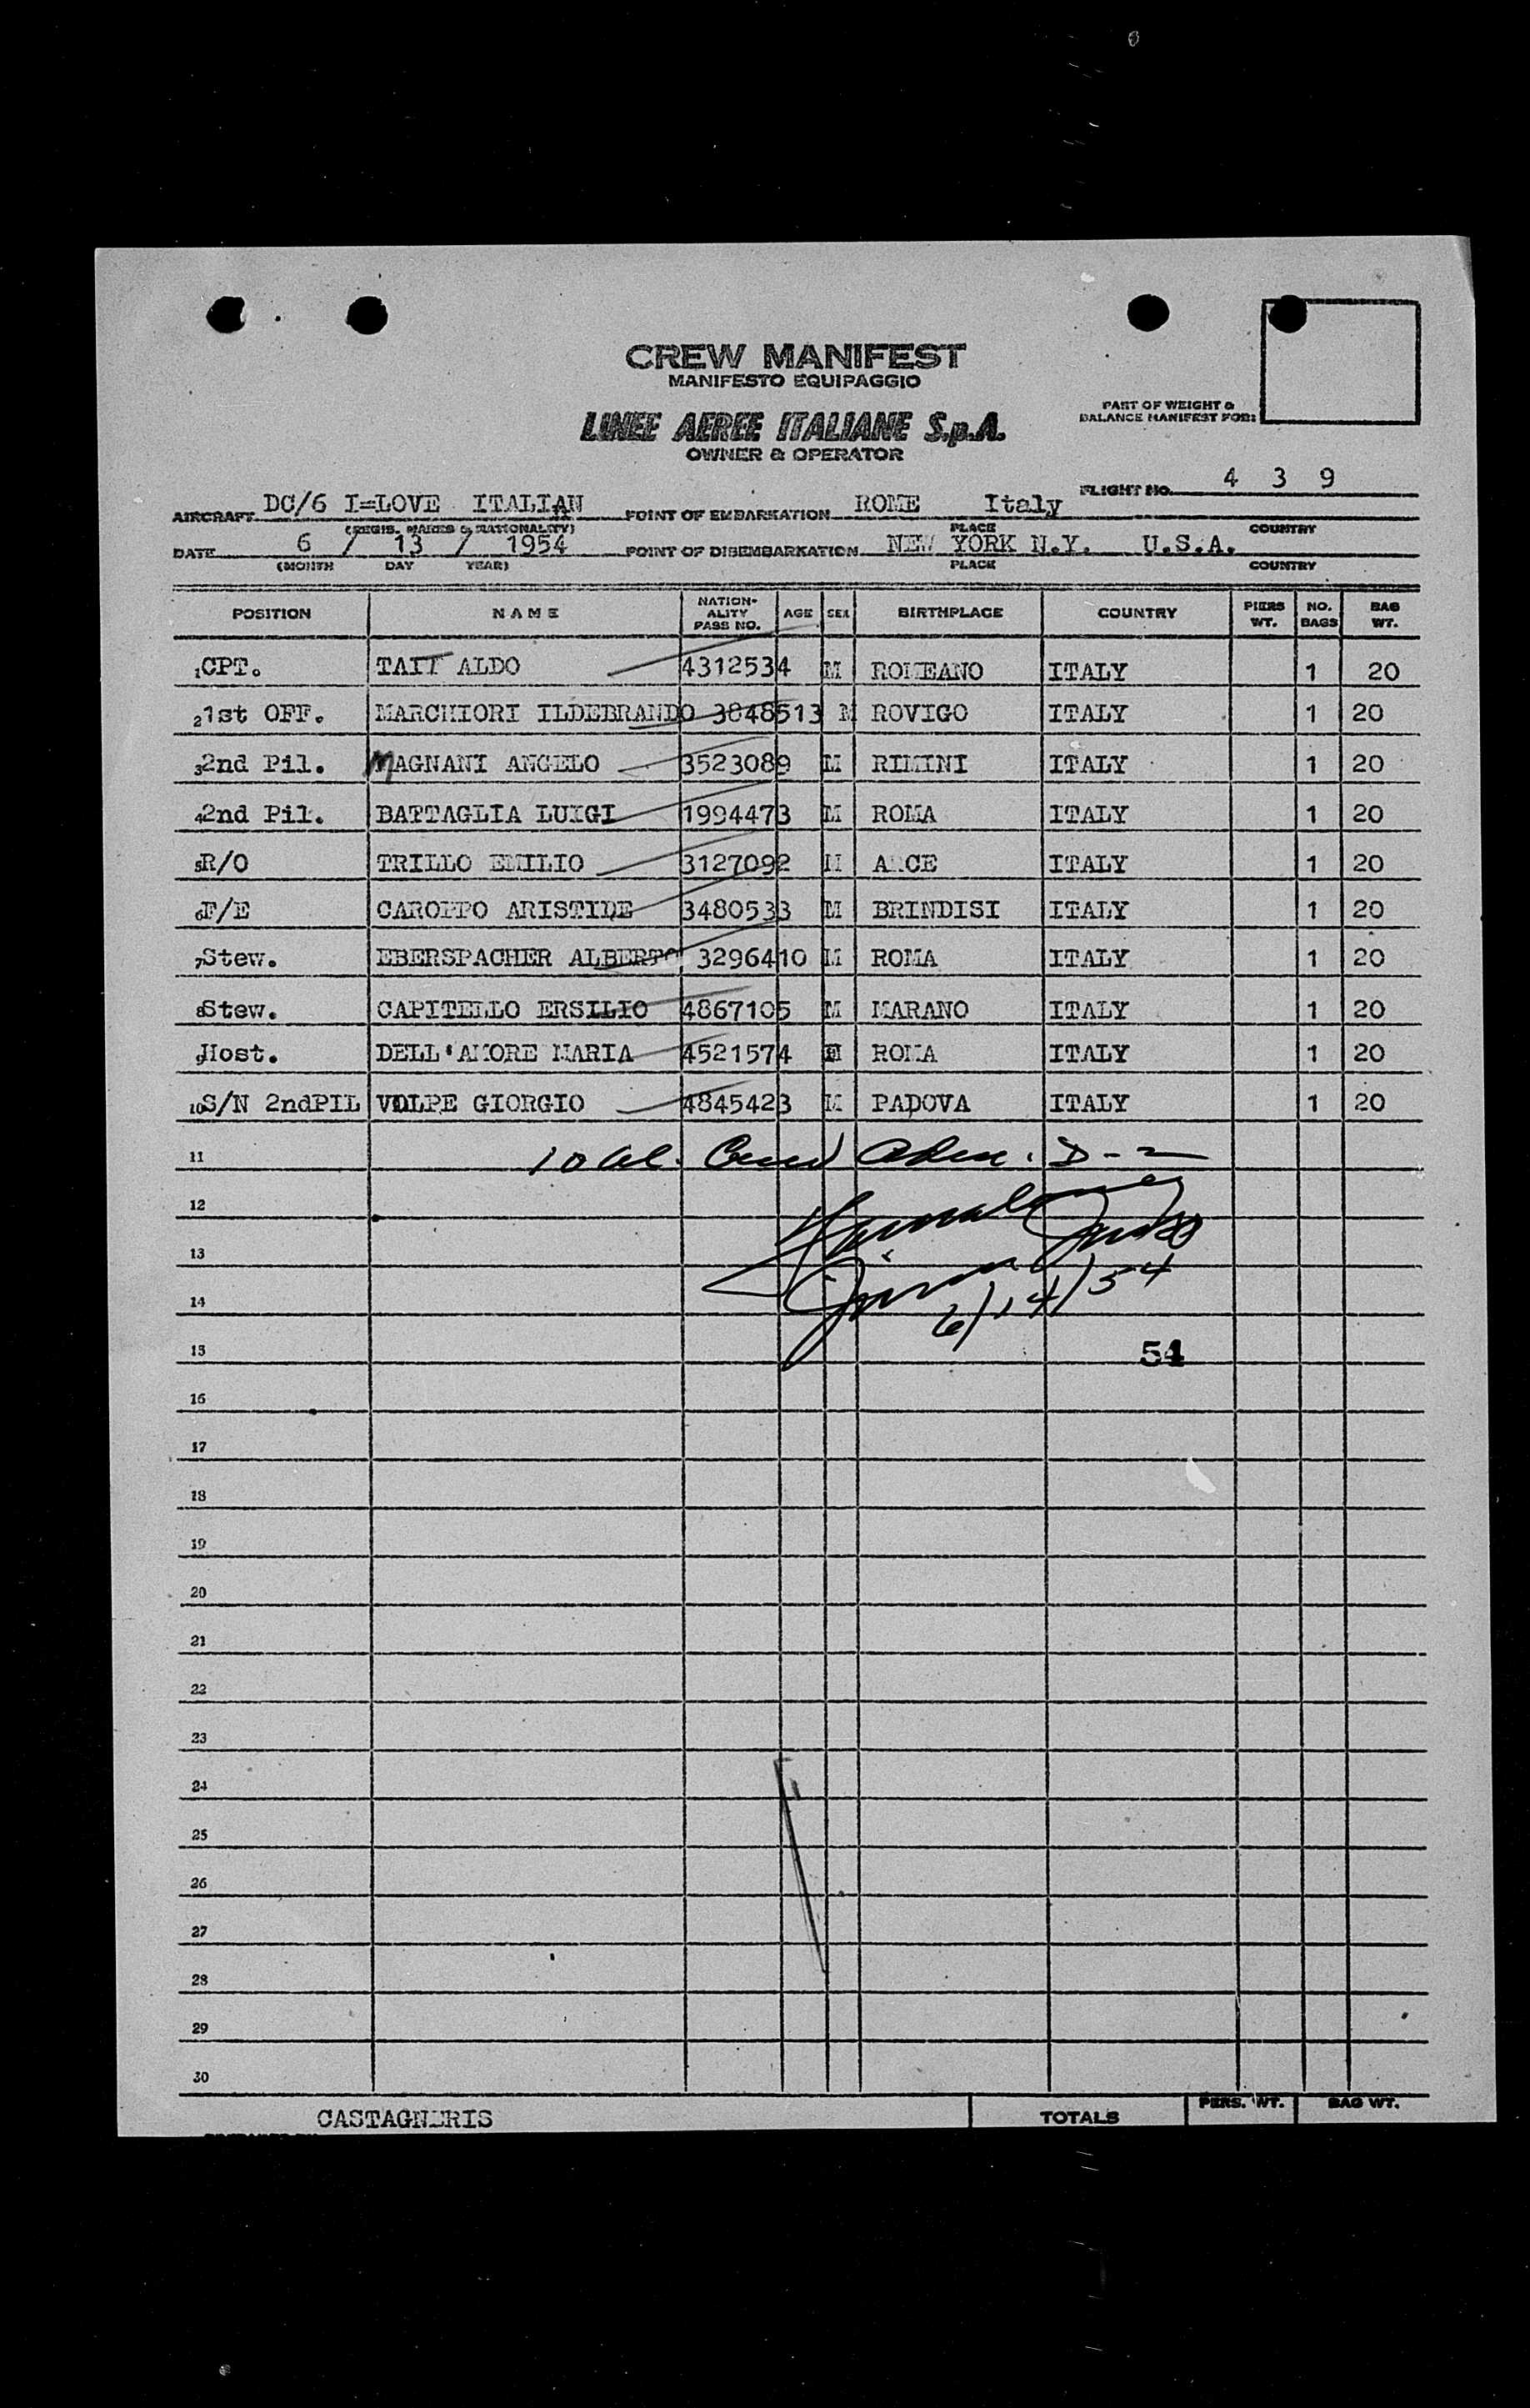 CREW MANIFEST
MANIFESTO EQUIPAGGIO
LINEE AEREE ITALIANE S.p.A.
OWNER & OPERATOR
PART OF WEIGHT &
BALANCE MANIFEST FOR:
FLIGHT NO. 4 3 9
AIRCRAFT DC/6 I=LOVE ITALIAN POINT OF EMBARKATION ROME Italy
(REGIS. MARKS & NATIONALITY) PLACE COUNTRY
DATE 6 / 13 / 1954 POINT OF DISEMBARKATION NEW YORK N.Y. U.S.A.
(MONTH DAY YEAR) PLACE COUNTRY
POSITION NAME NATION-ALITY PASS NO. AGE SEX BIRTHPLACE COUNTRY PIERS WT. NO. BAGS BAG WT.
1 CPT. TAIT ALDO 4312534 M ROMEANO ITALY 1 20
2 1st OFF. MARCHIORI ILDEBRANDO 3848513 M ROVIGO ITALY 1 20
3 2nd Pil. MAGNANI ANGELO 3523089 M RIMINI ITALY 1 20
4 2nd Pil. BATTAGLIA LUIGI 1994473 M ROMA ITALY 1 20
5 R/O TRILLO EMILIO 3127092 M ITALY 1 20
6 F/E CAROPPO ARISTIDE 3480533 M BRINDISI ITALY 1 20
7 Stew. EBERSPACHER ALBERTO 3296410 M ROMA ITALY 1 20
8 Stew. CAPITELLO ERSILIO 4867105 M MARANO ITALY 1 20
9 Host. DELL'AMORE MARIA 4521574 F ROMA ITALY 1 20
10 S/N 2ndPIL VOLPE GIORGIO 4845423 M PADOVA ITALY 1 20
11 10 al. Crew Adm. D-2
12
13
14 6/14/54
15 54
16
17
18
19
20
21
22
23
24
25
26
27
28
29
30
CASTAGNERIS TOTALS PERS. WT. BAG WT.